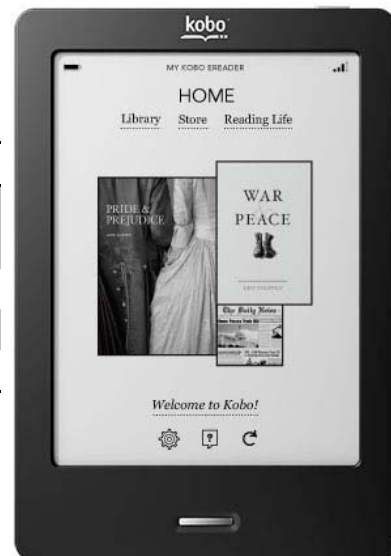 kobo
MY KOBO EREADER
HOME
Library Store Reading Life
PRIDE &
PREJUDICE
WAR
PEACE
The Daily News
Welcome to Kobo!
?